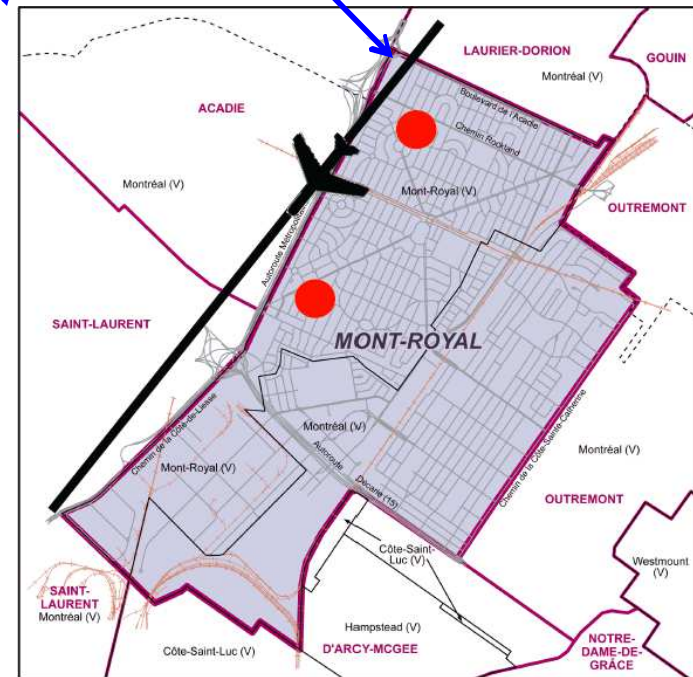 LAURIER-DORION
GOUIN
Montréal (V)
Boulevard de l'Acadie
ACADIE
Chemin Rockland
Montréal (V)
Mont-Royal (V)
OUTREMONT
Autoroute Métropolitaine
SAINT-LAURENT
MONT-ROYAL
Chemin de la Côte-de-Liesse
Montréal (V)
Chemin de la Côte-Sainte-Catherine
Montréal (V)
Mont-Royal (V)
Autoroute
Décarie (15)
OUTREMONT
Côte-Saint-
Luc (V)
Westmount
(V)
SAINT-
LAURENT
Montréal (V)
Hampstead (V)
Côte-Saint-Luc (V)
D'ARCY-MCGEE
NOTRE-
DAME-DE-
GRÂCE